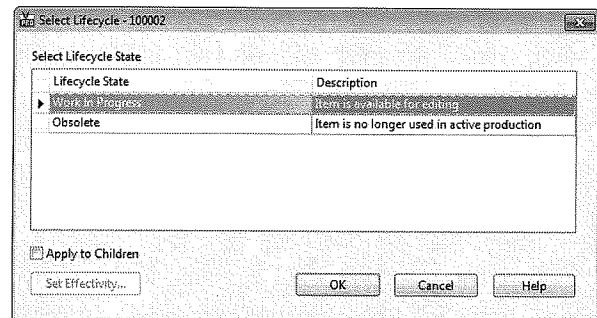 Select Lifecycle - 100002
Select Lifecycle State
Lifecycle State Description
Work In Progress Item is available for editing
Obsolete Item is no longer used in active production
Apply to Children
Set Effectivity...
OK Cancel Help